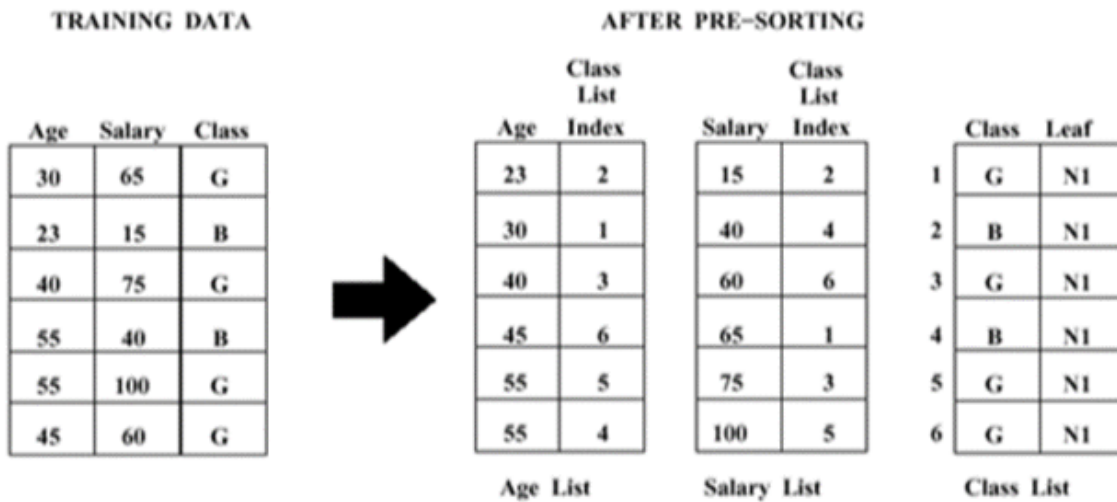 TRAINING DATA
AFTER PRE-SORTING
Age Salary Class
30 65 G
23 15 B
40 75 G
55 40 B
55 100 G
45 60 G
Class
List
Age Index
23 2
30 1
40 3
45 6
55 5
55 4
Age List
Class
List
Salary Index
15 2
40 4
60 6
65 1
75 3
100 5
Salary List
Class Leaf
1 G N1
2 B N1
3 G N1
4 B N1
5 G N1
6 G N1
Class List